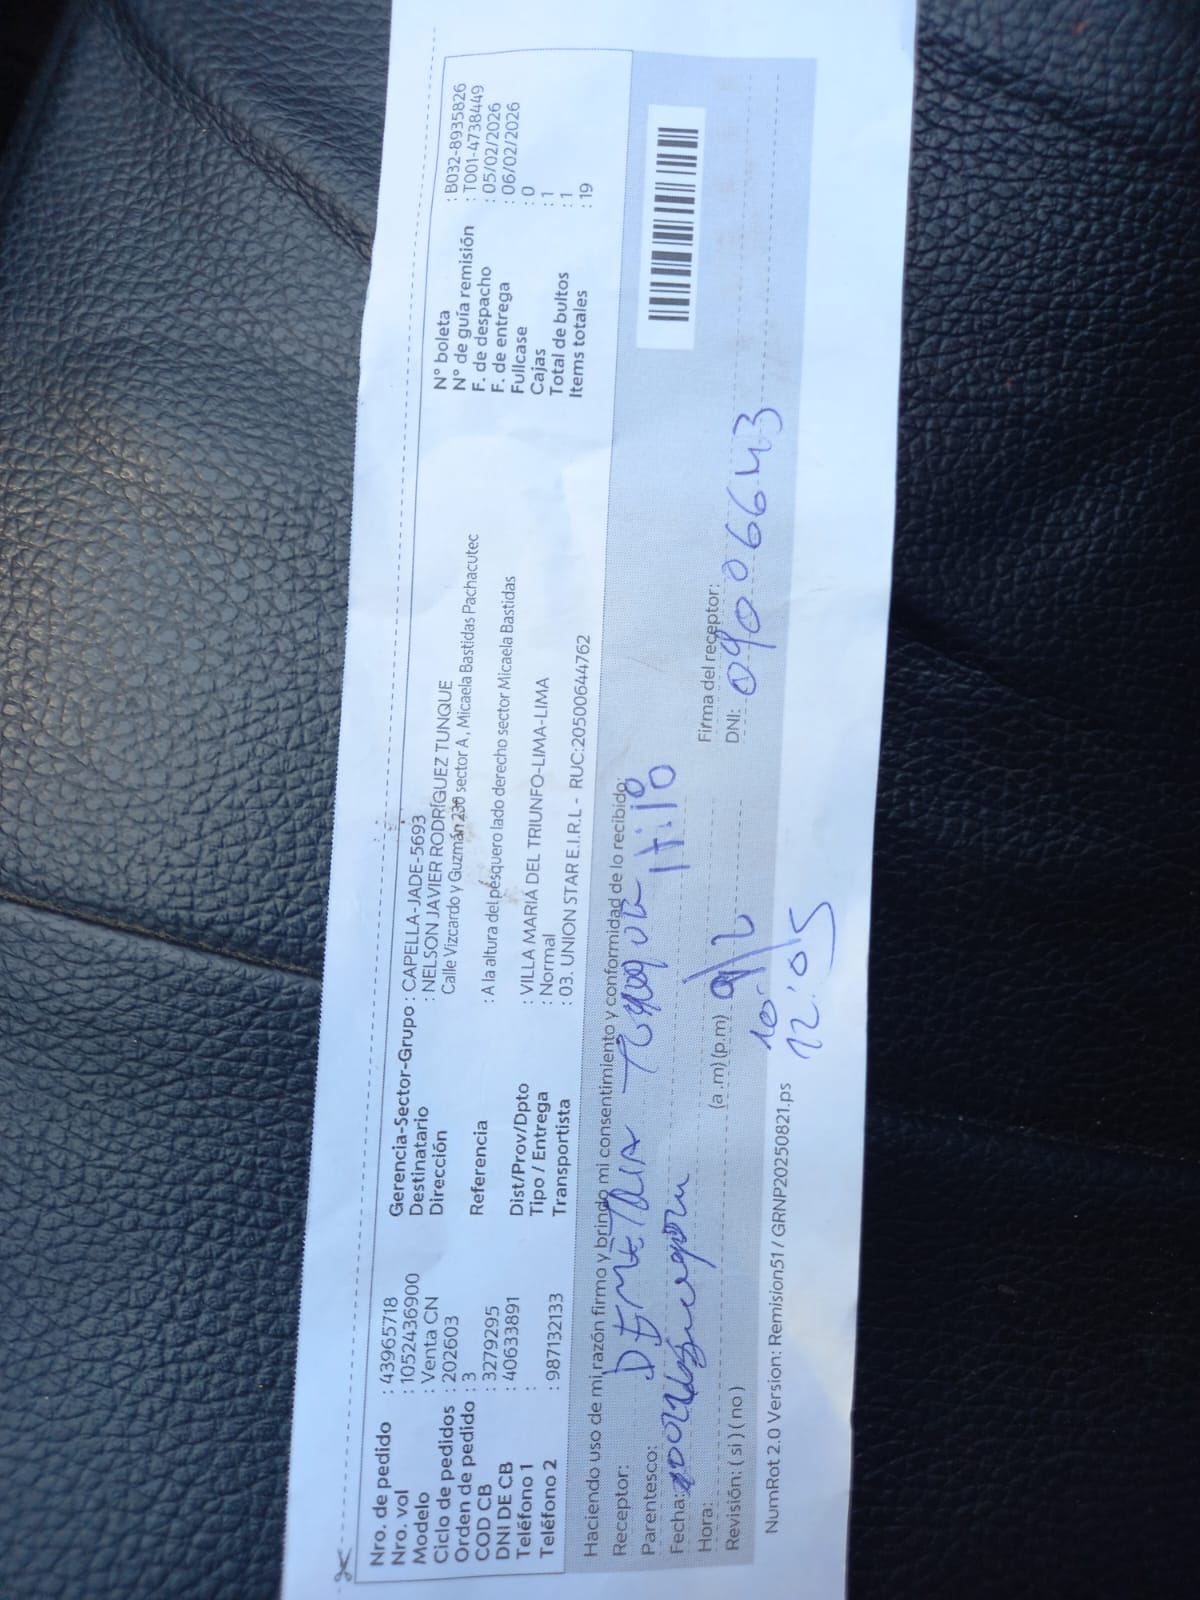 Nro. de pedido : 43965718
Nro. vol : 1052436900
Modelo : Venta CN
Ciclo de pedidos : 202603
Orden de pedido : 3
COD CB : 3279295
DNI DE CB : 40633891
Teléfono 1 :
Teléfono 2 : 987132133
Gerencia-Sector-Grupo : CAPELLA-JADE-5693
Destinatario : NELSON JAVIER RODRÍGUEZ TUNQUE
Dirección Calle Vizcardo y Guzmán 230 sector A, Micaela Bastidas Pachacutec
Referencia : A la altura del pesquero lado derecho sector Micaela Bastidas
Dist/Prov/Dpto : VILLA MARIA DEL TRIUNFO-LIMA-LIMA
Tipo / Entrega : Normal
Transportista : 03. UNION STAR E.I.R.L - RUC:20500644762
N° boleta : B032-8935826
N° de guía remisión : T001-4738449
F. de despacho : 05/02/2026
F. de entrega : 06/02/2026
Fullcase : 0
Cajas : 1
Total de bultos : 1
Items totales : 19
Haciendo uso de mi razón firmo y brindo mi consentimiento y conformidad de lo recibido:
Receptor: DEMETRIA
Parentesco:
Fecha:
Hora: (a .m) (p.m)
Revisión: ( si ) ( no )
Firma del receptor:
DNI: 09006643
12:05
NumRot 2.0 Version: Remision51 / GRNP20250821.ps